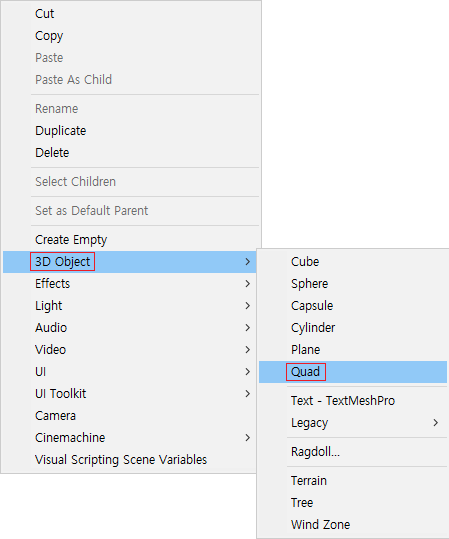 Cut
Copy
Paste
Paste As Child
Rename
Duplicate
Delete
Select Children
Set as Default Parent
Create Empty
3D Object
Effects
Light
Audio
Video
UI
UI Toolkit
Camera
Cinemachine
Visual Scripting Scene Variables
Cube
Sphere
Capsule
Cylinder
Plane
Quad
Text - TextMeshPro
Legacy
Ragdoll...
Terrain
Tree
Wind Zone